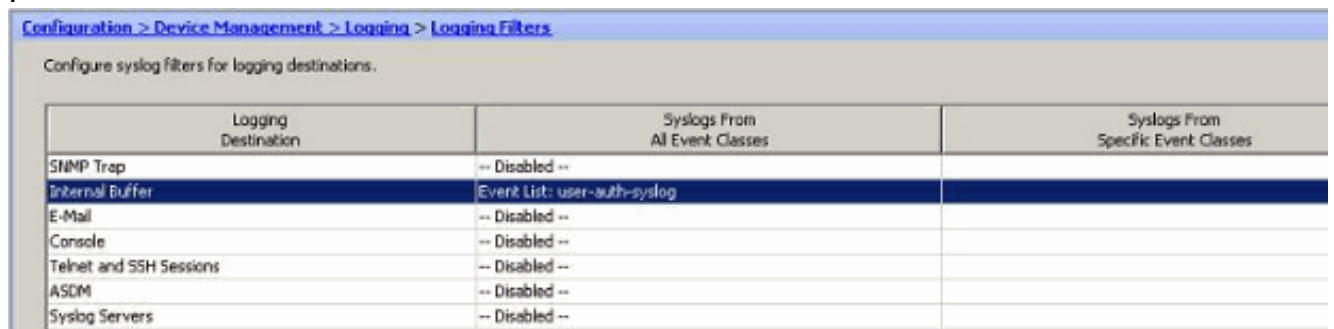 Configuration > Device Management > Logging > Logging Filters
Configure syslog filters for logging destinations.
Logging Destination Syslogs From All Event Classes Syslogs From Specific Event Classes
SNMP Trap -- Disabled --
Internal Buffer Event List: user-auth-syslog
E-Mail -- Disabled --
Console -- Disabled --
Telnet and SSH Sessions -- Disabled --
ASDM -- Disabled --
Syslog Servers -- Disabled --